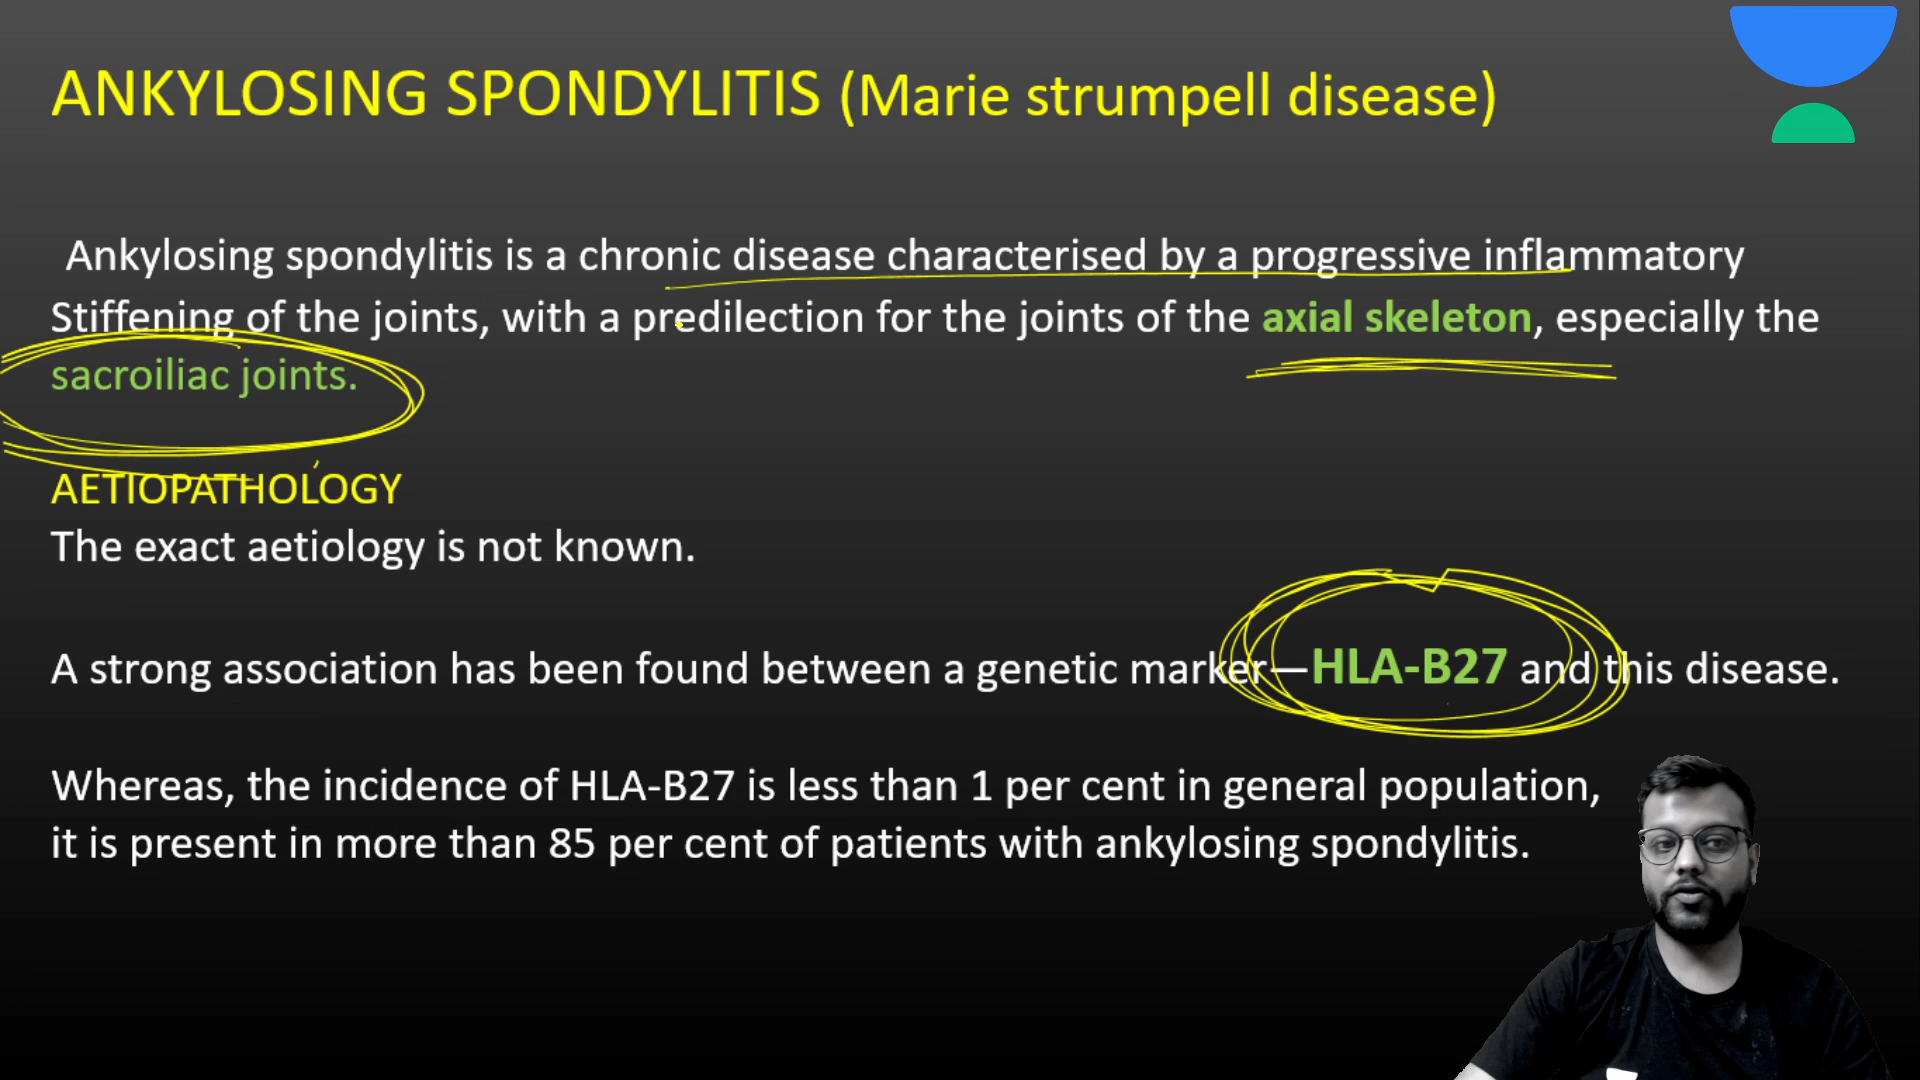 ANKYLOSING SPONDYLITIS (Marie strumpell disease)
Ankylosing spondylitis is a chronic disease characterised by a progressive inflammatory
Stiffening of the joints, with a predilection for the joints of the axial skeleton, especially the
sacroiliac joints.
AETIOPATHOLOGY
The exact aetiology is not known.
A strong association has been found between a genetic marker—HLA-B27 and this disease.
Whereas, the incidence of HLA-B27 is less than 1 per cent in general population,
it is present in more than 85 per cent of patients with ankylosing spondylitis.